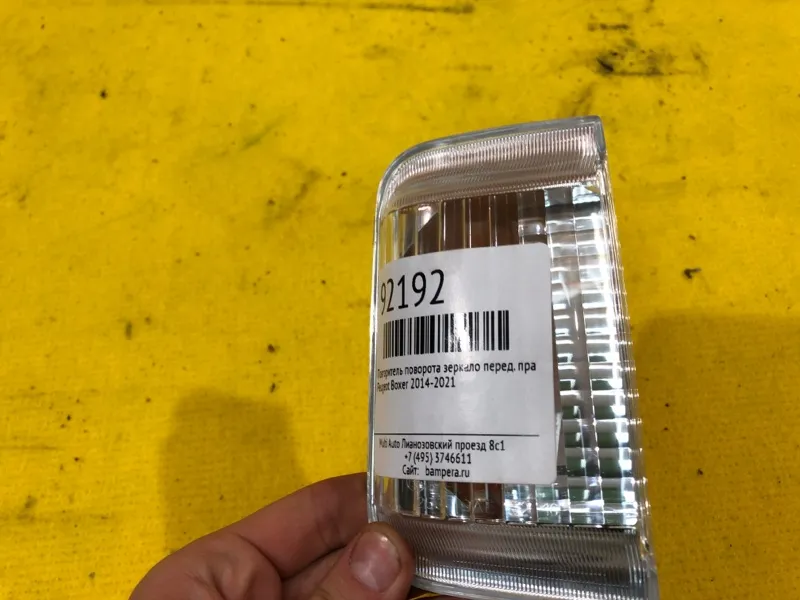 92192
Повторитель поворота зеркало перед. пра
Peugeot Boxer 2014-2021
Multi Auto Лианозовский проезд 8с1
+7 (495) 3746611
Сайт: bampera.ru